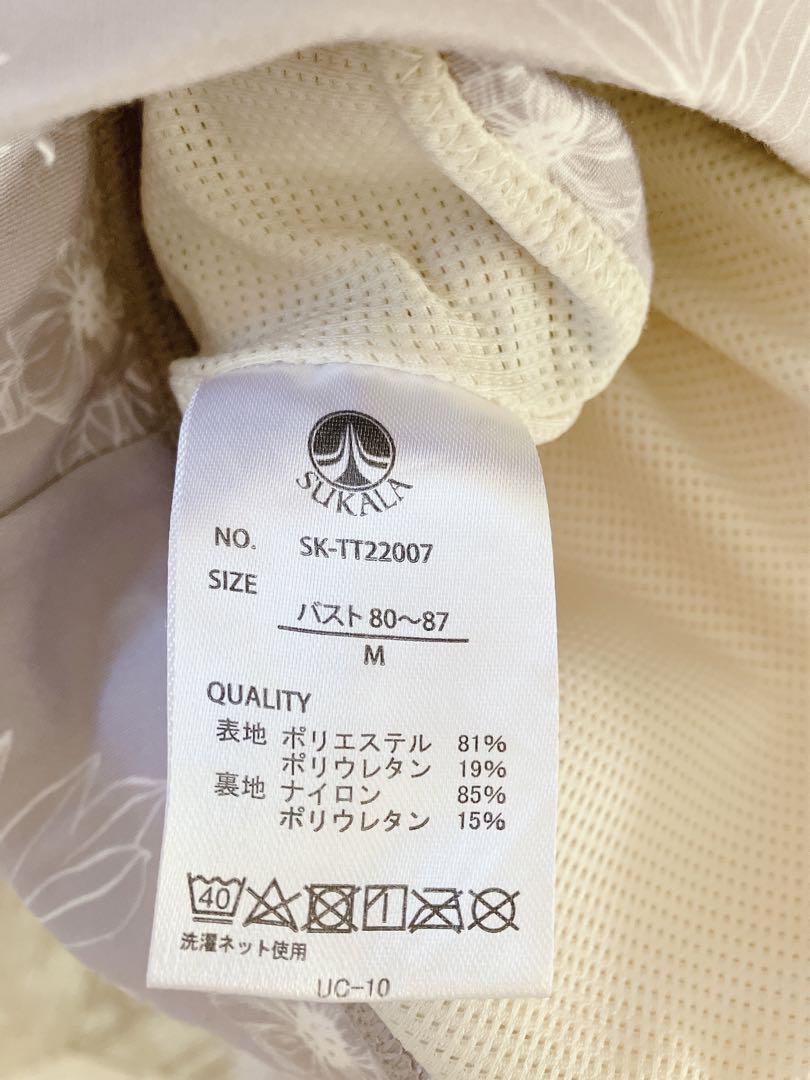 SUKALA
NO. SK-TT22007
SIZE
バスト 80〜87
M
QUALITY
表地 ポリエステル 81%
ポリウレタン 19%
裏地 ナイロン 85%
ポリウレタン 15%
40
洗濯ネット使用
UC-10